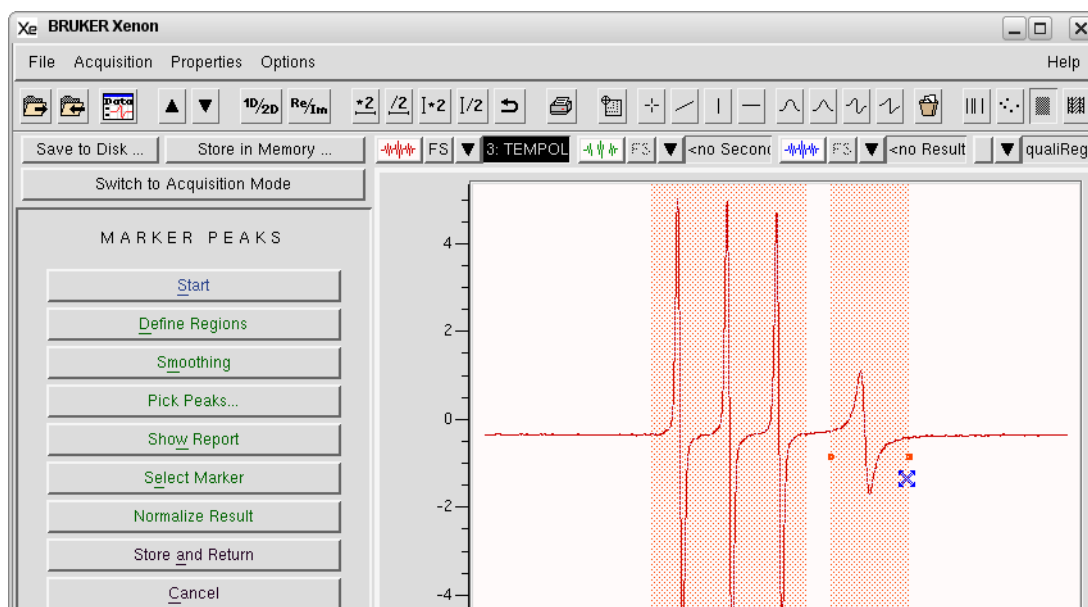 Xe BRUKER Xenon
File Acquisition Properties Options Help
Data 1D/2D Re/Im *2 /2 *2 /2
Save to Disk ... Store in Memory ... FS 3: TEMPOL FS <no Second FS <no Result qualiReg
Switch to Acquisition Mode
MARKER PEAKS
Start
Define Regions
Smoothing
Pick Peaks...
Show Report
Select Marker
Normalize Result
Store and Return
Cancel
4
2
0
-2
-4